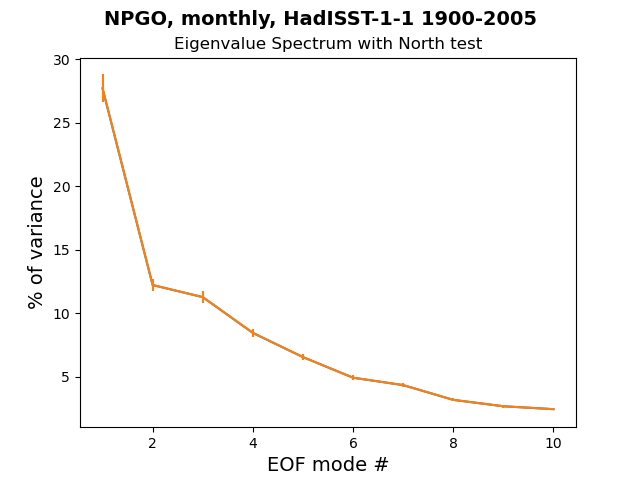 NPGO, monthly, HadISST-1-1 1900-2005
Eigenvalue Spectrum with North test
% of variance
30
25
20
15
10
5
2 4 6 8 10
EOF mode #